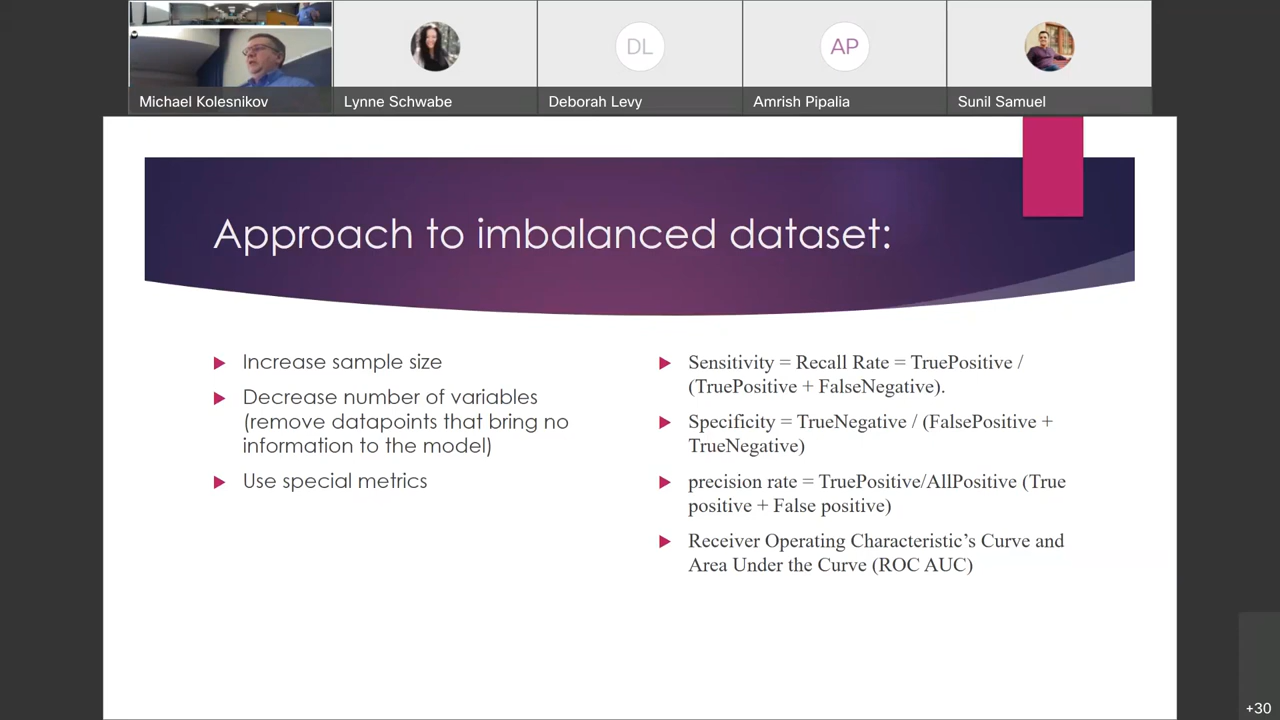 Michael Kolesnikov
Lynne Schwabe
DL
Deborah Levy
AP
Amrish Pipalia
Sunil Samuel
Approach to imbalanced dataset:
Increase sample size
Decrease number of variables
(remove datapoints that bring no
information to the model)
Use special metrics
Sensitivity = Recall Rate = TruePositive /
(TruePositive + FalseNegative).
Specificity = TrueNegative / (FalsePositive +
TrueNegative)
precision rate = TruePositive/AllPositive (True
positive + False positive)
Receiver Operating Characteristic’s Curve and
Area Under the Curve (ROC AUC)
+30